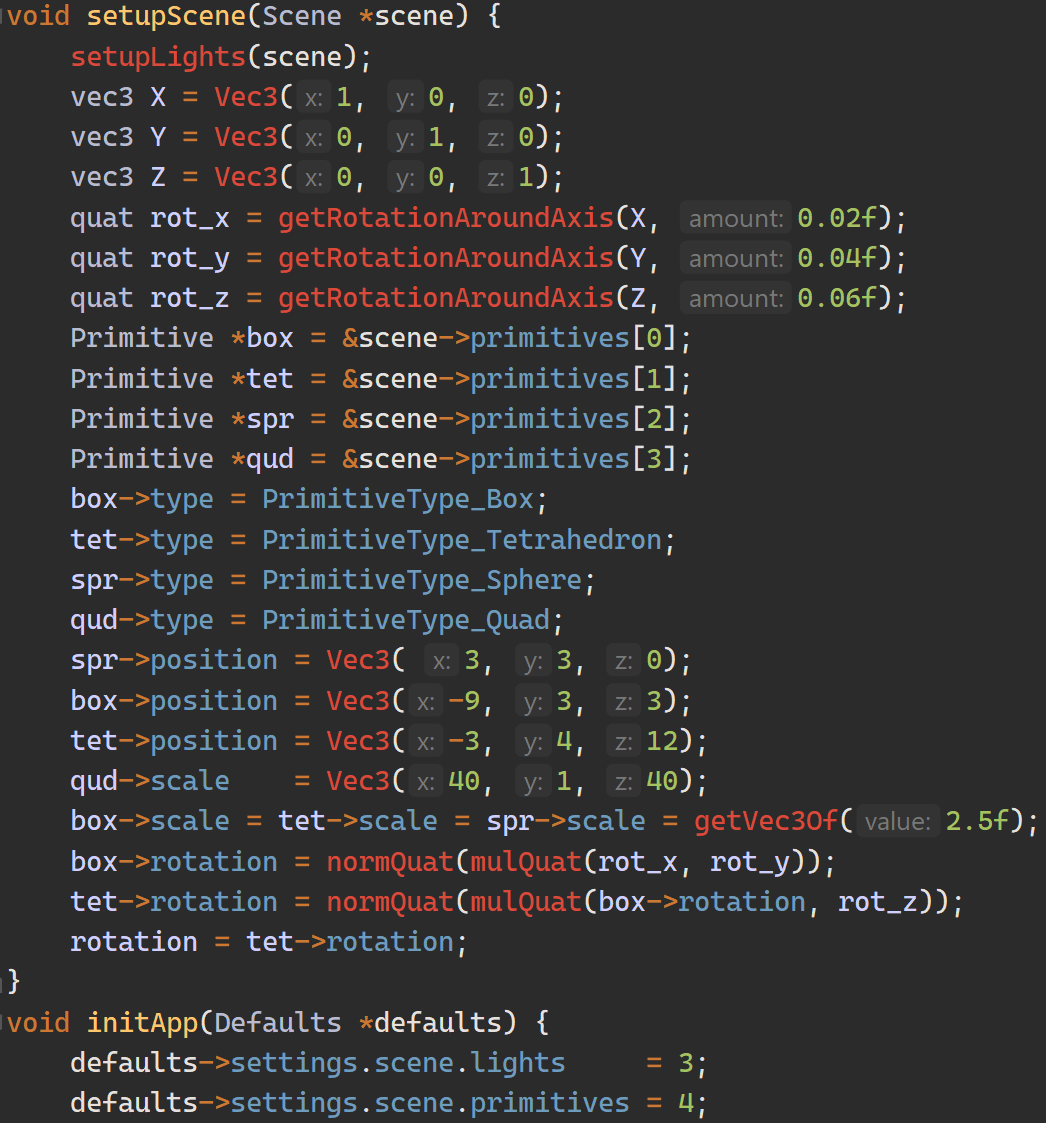 void setupScene(Scene *scene) {
    setupLights(scene);
    vec3 X = Vec3( x: 1, y: 0, z: 0);
    vec3 Y = Vec3( x: 0, y: 1, z: 0);
    vec3 Z = Vec3( x: 0, y: 0, z: 1);
    quat rot_x = getRotationAroundAxis(X, amount: 0.02f);
    quat rot_y = getRotationAroundAxis(Y, amount: 0.04f);
    quat rot_z = getRotationAroundAxis(Z, amount: 0.06f);
    Primitive *box = &scene->primitives[0];
    Primitive *tet = &scene->primitives[1];
    Primitive *spr = &scene->primitives[2];
    Primitive *qud = &scene->primitives[3];
    box->type = PrimitiveType_Box;
    tet->type = PrimitiveType_Tetrahedron;
    spr->type = PrimitiveType_Sphere;
    qud->type = PrimitiveType_Quad;
    spr->position = Vec3( x: 3, y: 3, z: 0);
    box->position = Vec3( x: -9, y: 3, z: 3);
    tet->position = Vec3( x: -3, y: 4, z: 12);
    qud->scale    = Vec3( x: 40, y: 1, z: 40);
    box->scale = tet->scale = spr->scale = getVec3Of( value: 2.5f);
    box->rotation = normQuat(mulQuat(rot_x, rot_y));
    tet->rotation = normQuat(mulQuat(box->rotation, rot_z));
    rotation = tet->rotation;
}
void initApp(Defaults *defaults) {
    defaults->settings.scene.lights     = 3;
    defaults->settings.scene.primitives = 4;